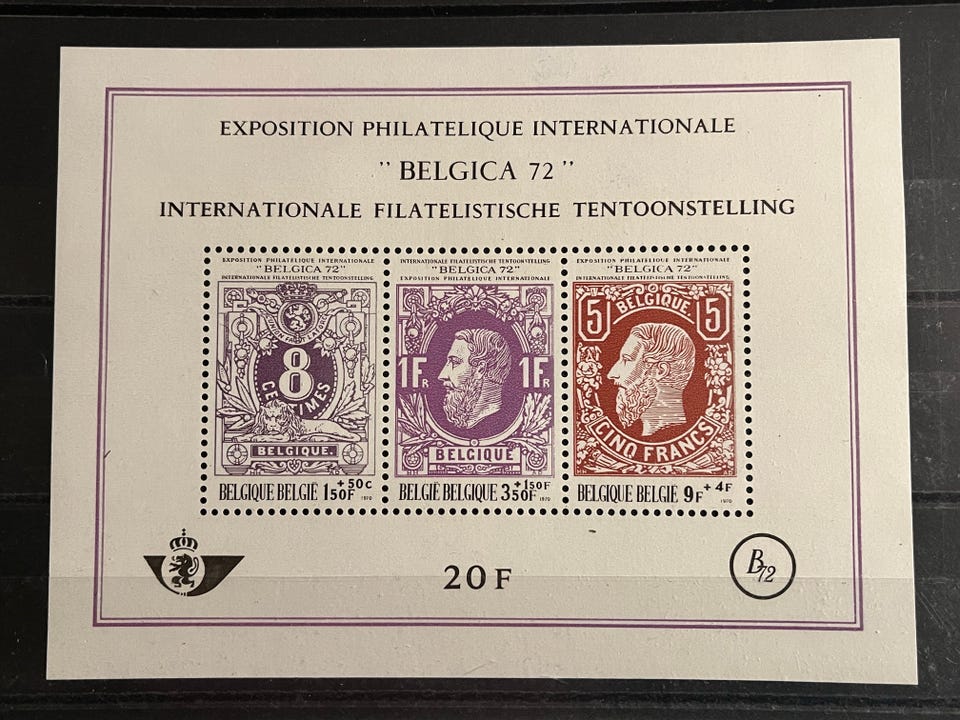 EXPOSITION PHILATELIQUE INTERNATIONALE
"BELGICA 72"
INTERNATIONALE FILATELISTISCHE TENTOONSTELLING
EXPOSITION PHILATELIQUE INTERNATIONALE
"BELGICA 72"
INTERNATIONALE FILATELISTISCHE TENTOONSTELLING
8
CENTIMES
BELGIQUE.
BELGIQUE BELGIË 1 50F + 50C
1970
INTERNATIONALE FILATELISTISCHE TENTOONSTELLING
"BELGICA 72"
EXPOSITION PHILATELIQUE INTERNATIONALE
1FR 1FR
BELGIQUE
BELGIË BELGIQUE 3 50F + 1 50F
1970
EXPOSITION PHILATELIQUE INTERNATIONALE
"BELGICA 72"
INTERNATIONALE FILATELISTISCHE TENTOONSTELLING
5 BELGIQUE. 5
CINQ FRANCS
BELGIQUE BELGIË 9F + 4F
1970
20 F
B72